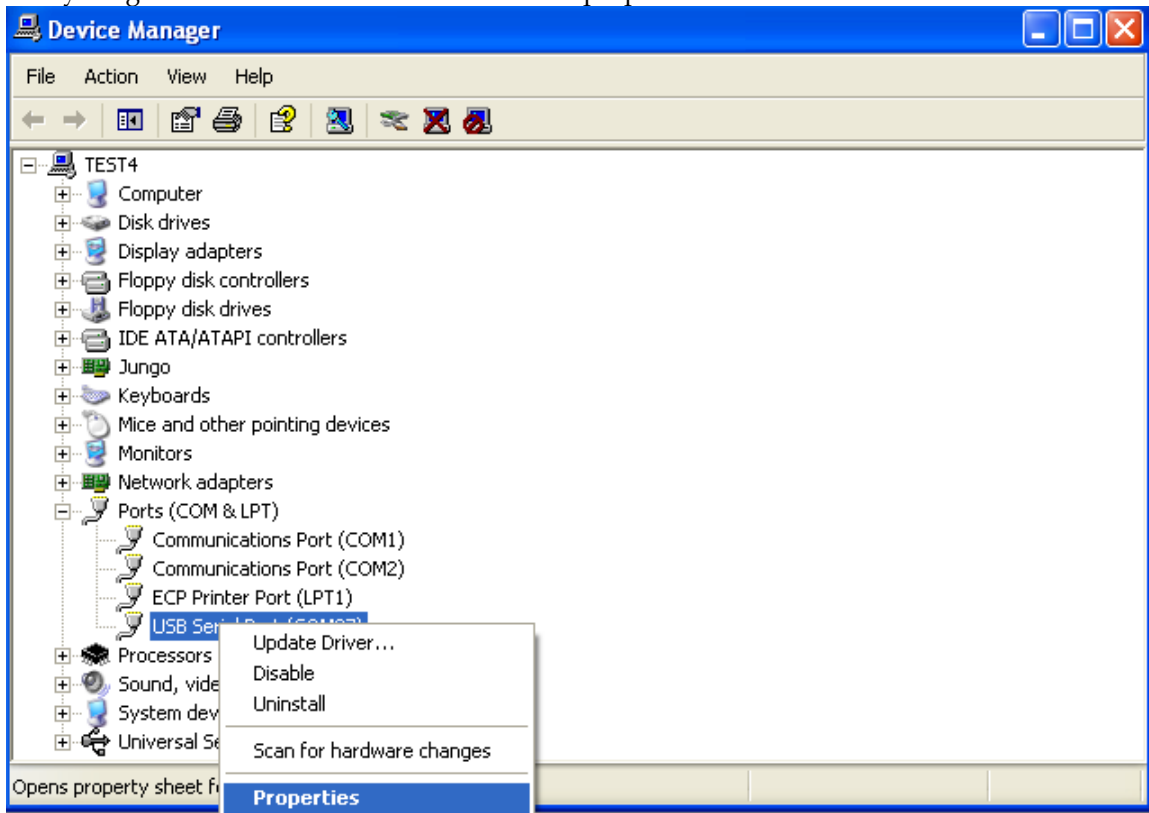 Device Manager
File Action View Help
TEST4
Computer
Disk drives
Display adapters
Floppy disk controllers
Floppy disk drives
IDE ATA/ATAPI controllers
Jungo
Keyboards
Mice and other pointing devices
Monitors
Network adapters
Ports (COM & LPT)
Communications Port (COM1)
Communications Port (COM2)
ECP Printer Port (LPT1)
USB Serial Port
Update Driver...
Processors
Disable
Sound, vide
Uninstall
System dev
Universal Se
Scan for hardware changes
Opens property sheet f
Properties